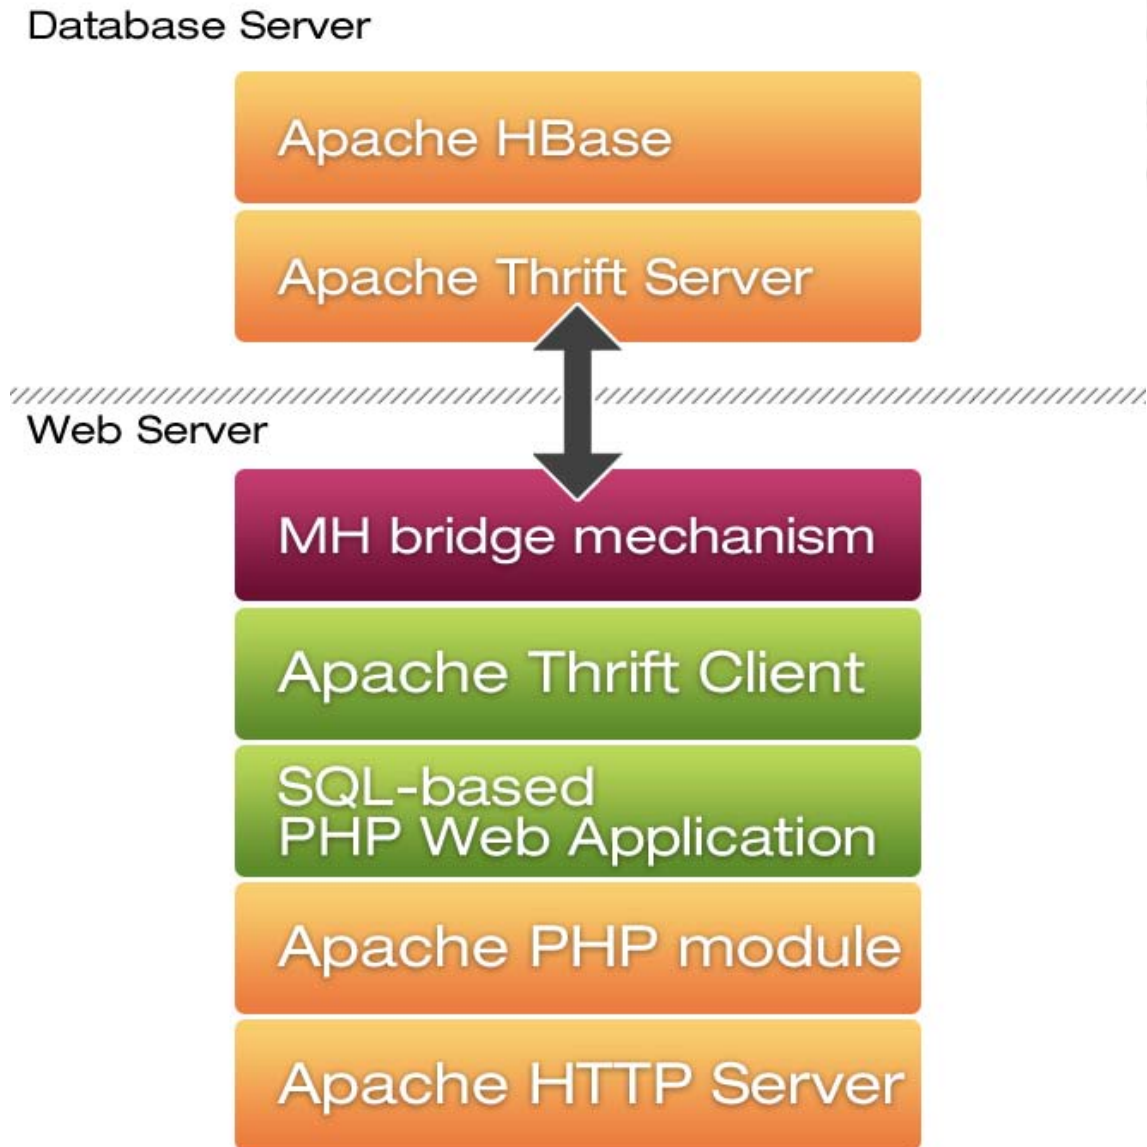 Database Server
Apache HBase
Apache Thrift Server
Web Server
MH bridge mechanism
Apache Thrift Client
SQL-based
PHP Web Application
Apache PHP module
Apache HTTP Server